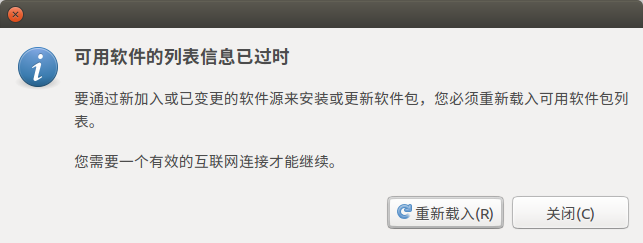 可用软件的列表信息已过时
要通过新加入或已变更的软件源来安装或更新软件包，您必须重新载入可用软件包列
表。
您需要一个有效的互联网连接才能继续。
重新载入(R)
关闭(C)